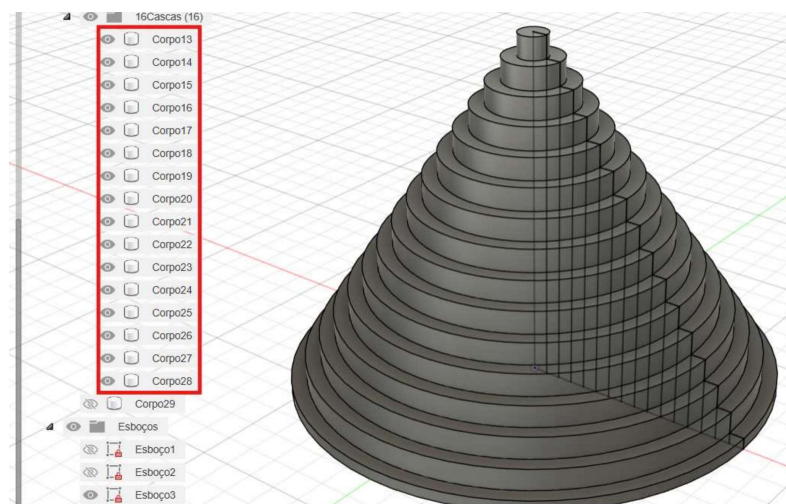 16Cascas (16)
Corpo13
Corpo14
Corpo15
Corpo16
Corpo17
Corpo18
Corpo19
Corpo20
Corpo21
Corpo22
Corpo23
Corpo24
Corpo25
Corpo26
Corpo27
Corpo28
Corpo29
Esboços
Esboço1
Esboço2
Esboço3